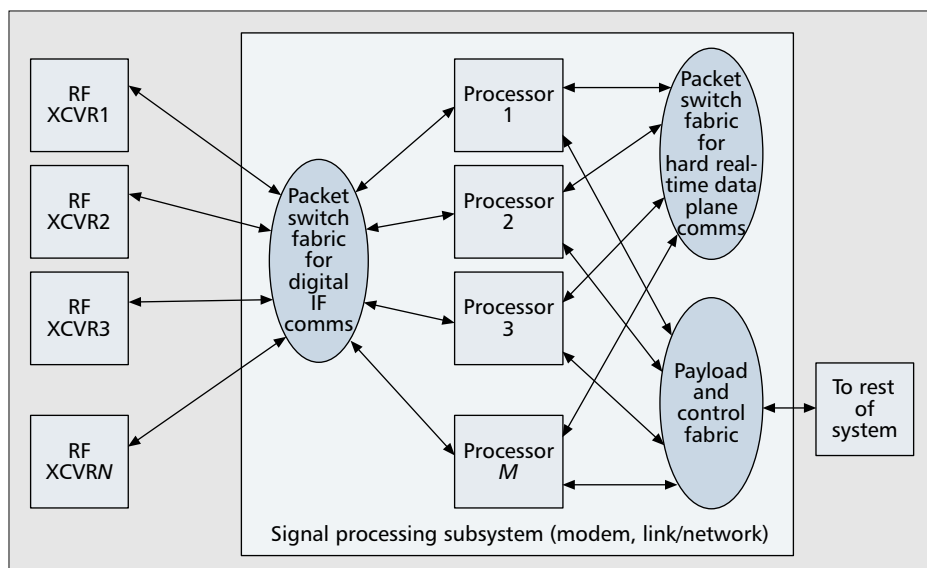 RF
XCVR1
RF
XCVR2
RF
XCVR3
RF
XCVRN
Packet
switch
fabric
for
digital
IF
comms
Processor
1
Processor
2
Processor
3
Processor
M
Packet
switch
fabric
for
hard real-
time data
plane
comms
Payload
and
control
fabric
To rest
of
system
Signal processing subsystem (modem, link/network)